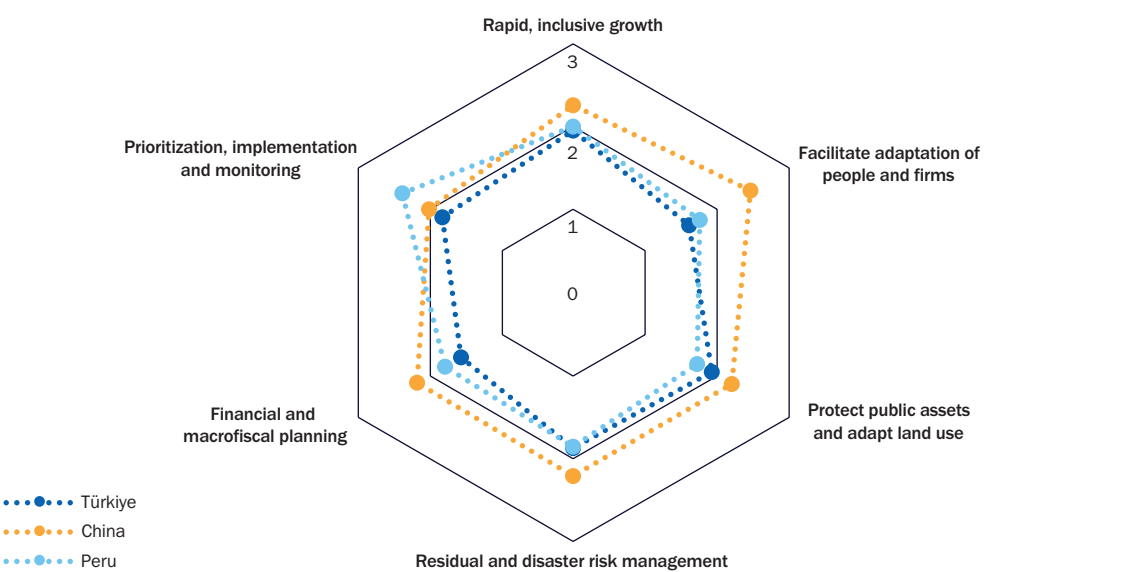 Rapid, inclusive growth
3
Prioritization, implementation
and monitoring
Facilitate adaptation of
people and firms
2
1
0
Financial and
macrofiscal planning
Protect public assets
and adapt land use
Türkiye
China
Peru
Residual and disaster risk management